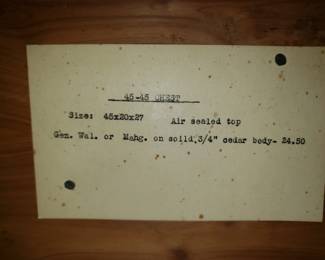 45-45 CHEST
Size: 45x20x27 Air sealed top
Gen. Wal. or Mahg. on soild,3/4" cedar body- 24.50